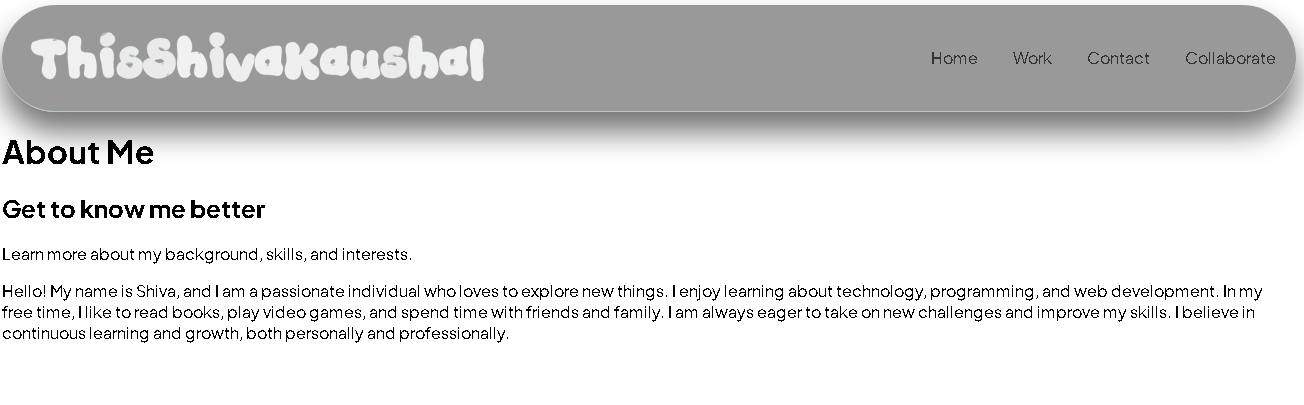 ThisShivaKaushal
Home Work Contact Collaborate
About Me
Get to know me better
Learn more about my background, skills, and interests.
Hello! My name is Shiva, and I am a passionate individual who loves to explore new things. I enjoy learning about technology, programming, and web development. In my
free time, I like to read books, play video games, and spend time with friends and family. I am always eager to take on new challenges and improve my skills. I believe in
continuous learning and growth, both personally and professionally.